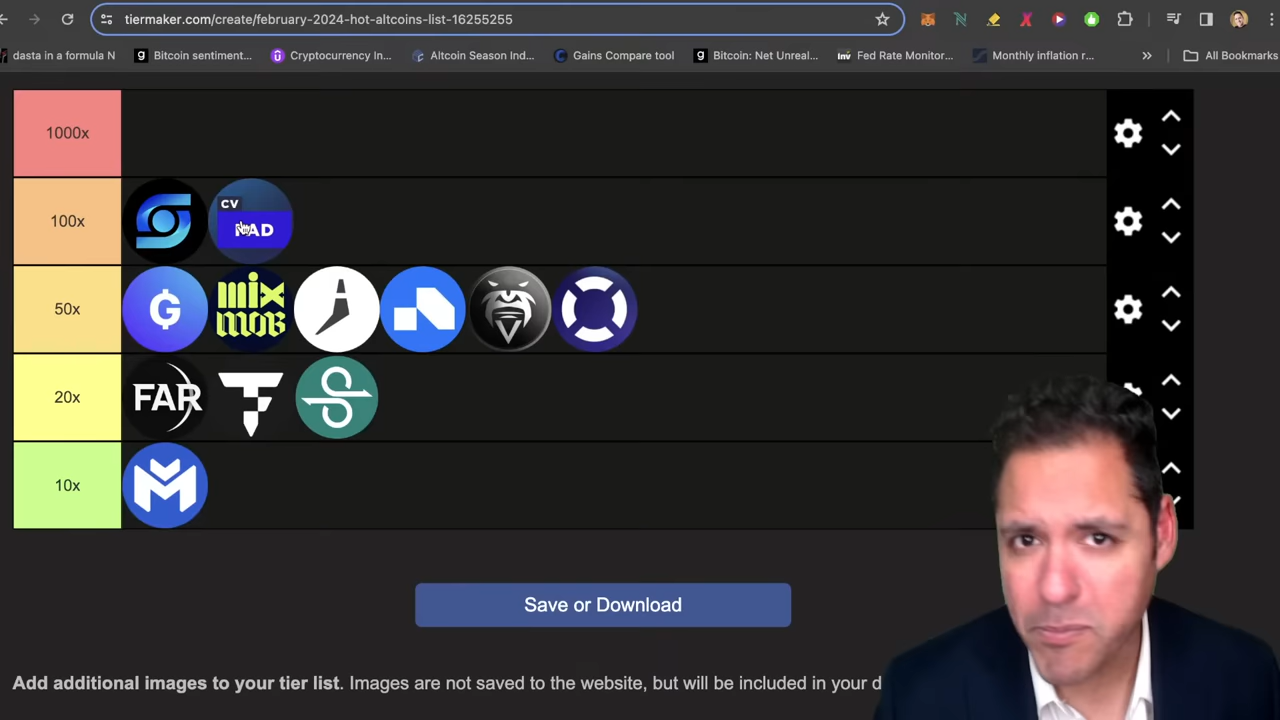 tiermaker.com/create/february-2024-hot-altcoins-list-16255255
dasta in a formula N
Bitcoin sentiment...
Cryptocurrency In...
Altcoin Season Ind...
Gains Compare tool
Bitcoin: Net Unreal...
inv Fed Rate Monitor...
Monthly inflation r...
All Bookmarks
1000x
100x
CV
PAD
50x
mix
mob
20x
FAR
10x
Save or Download
Add additional images to your tier list. Images are not saved to the website, but will be included in your d